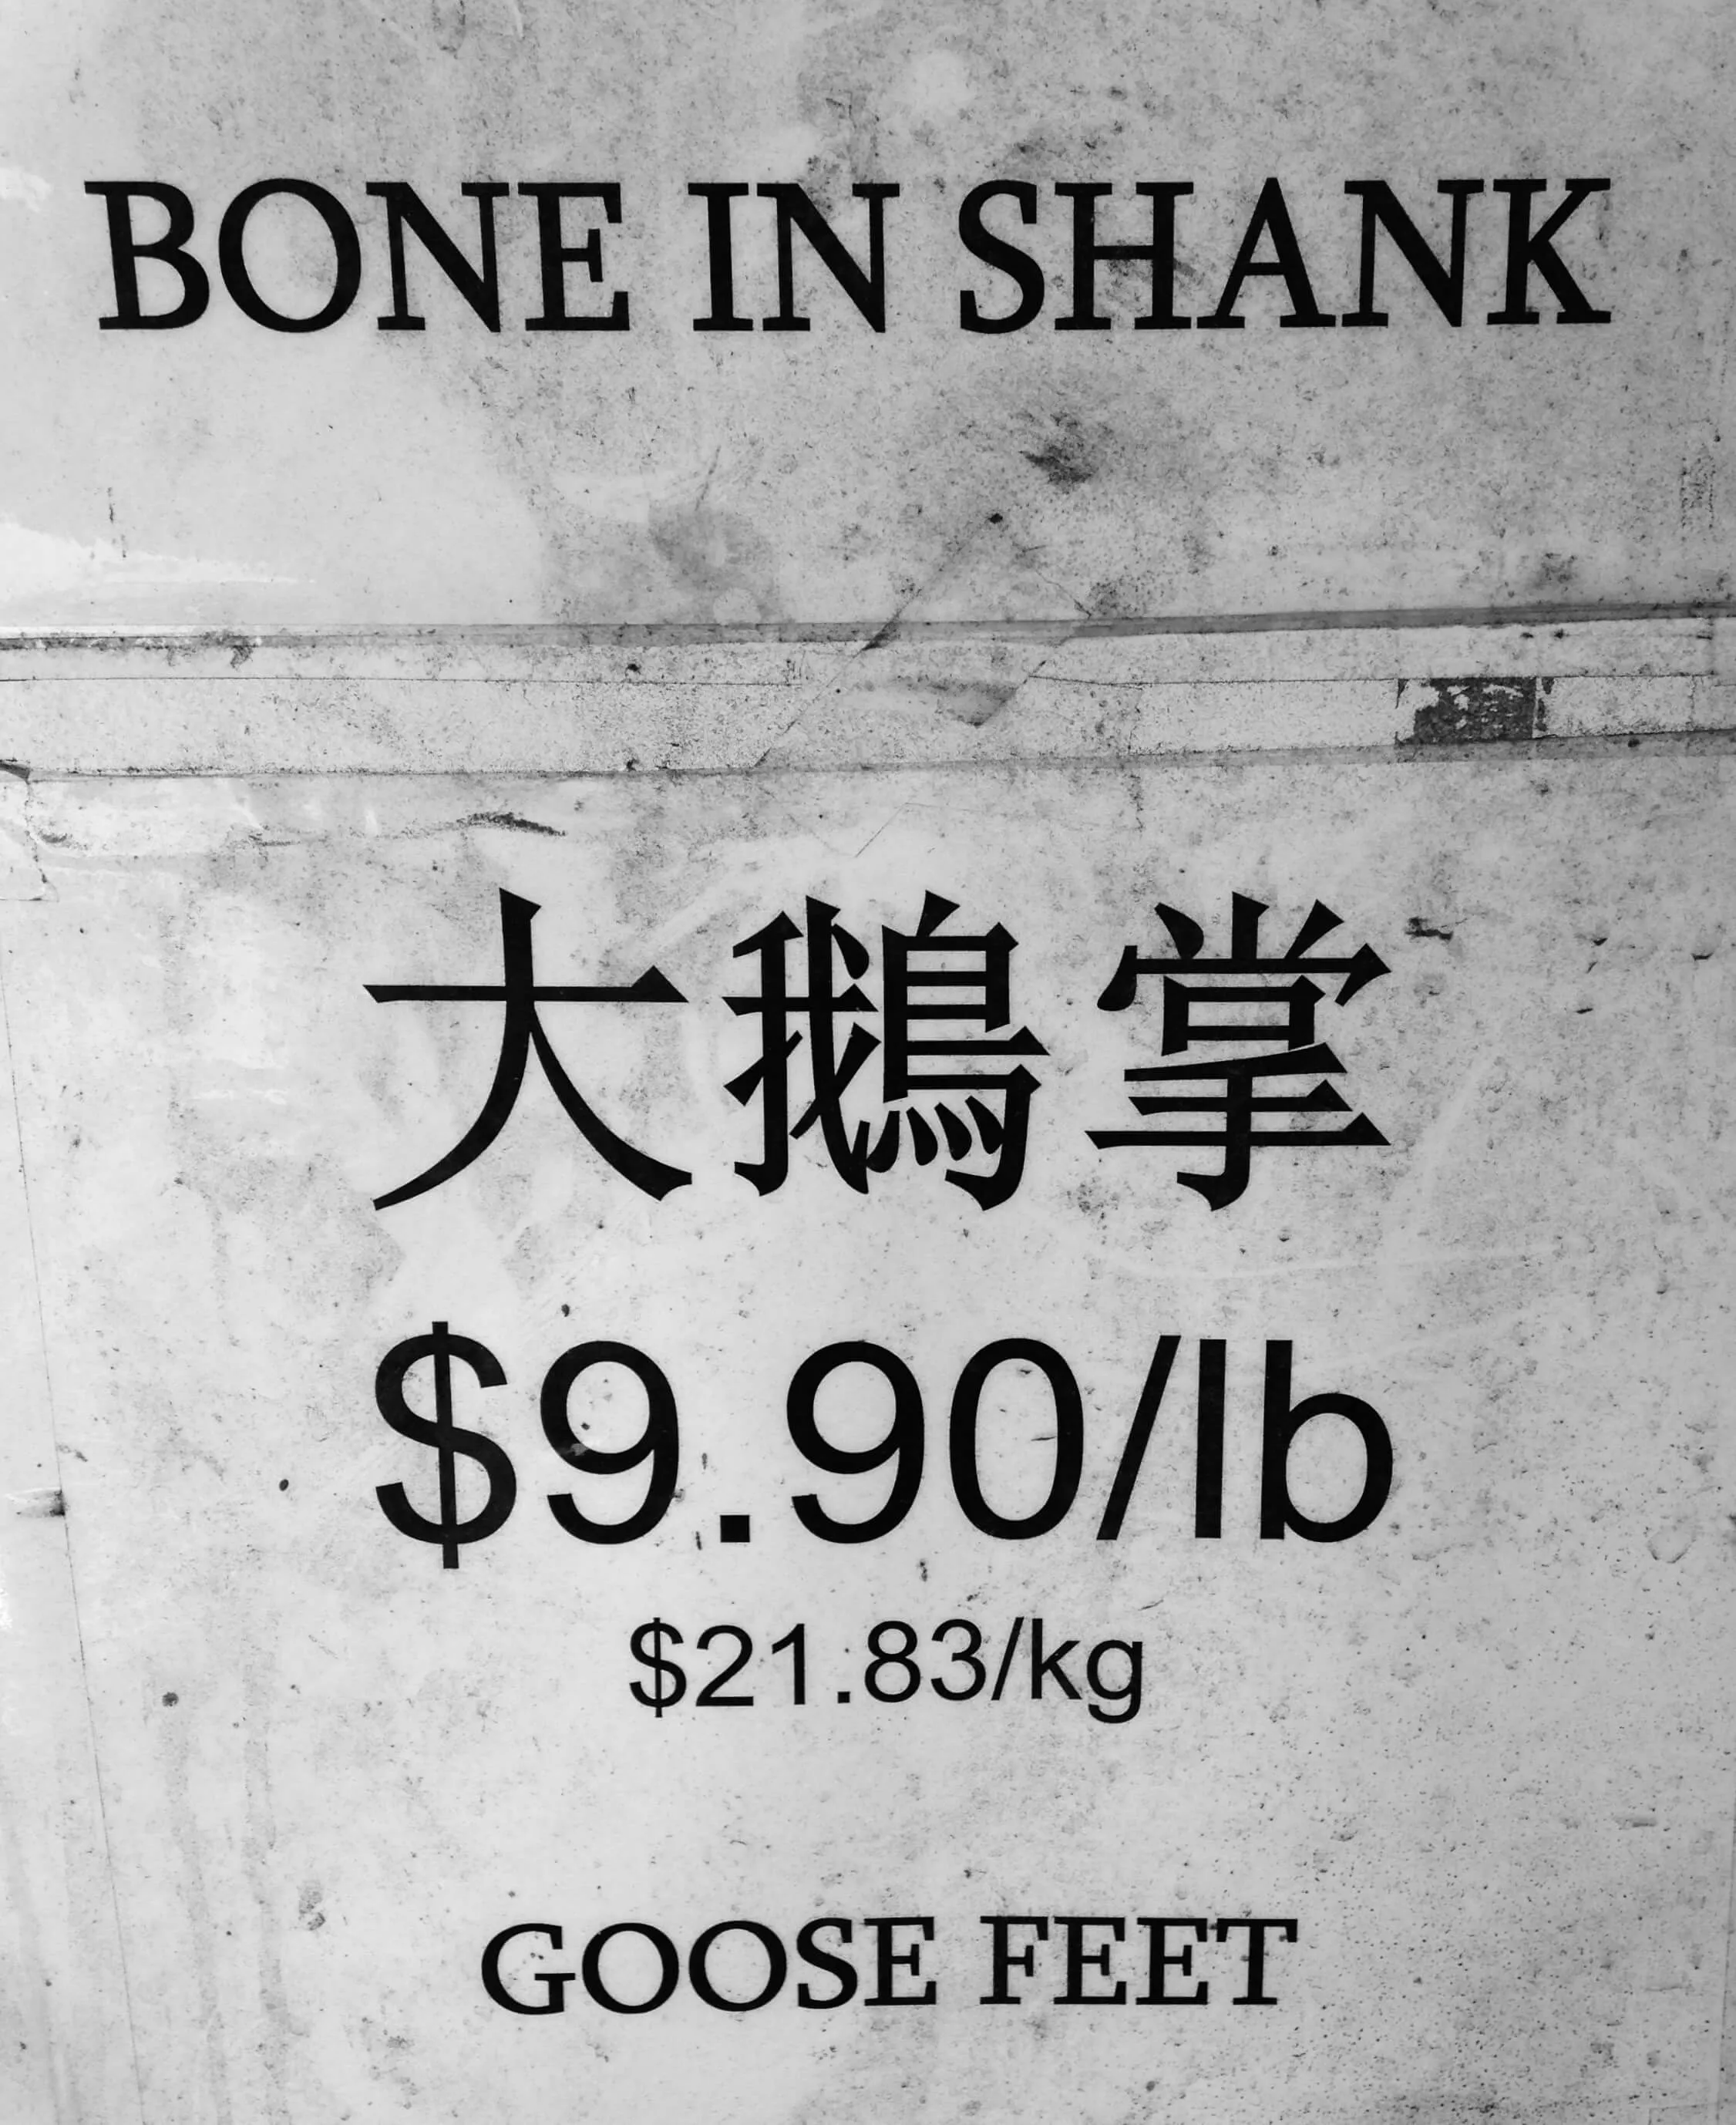 BONE IN SHANK
大鵝掌
$9.90/lb
$21.83/kg
GOOSE FEET